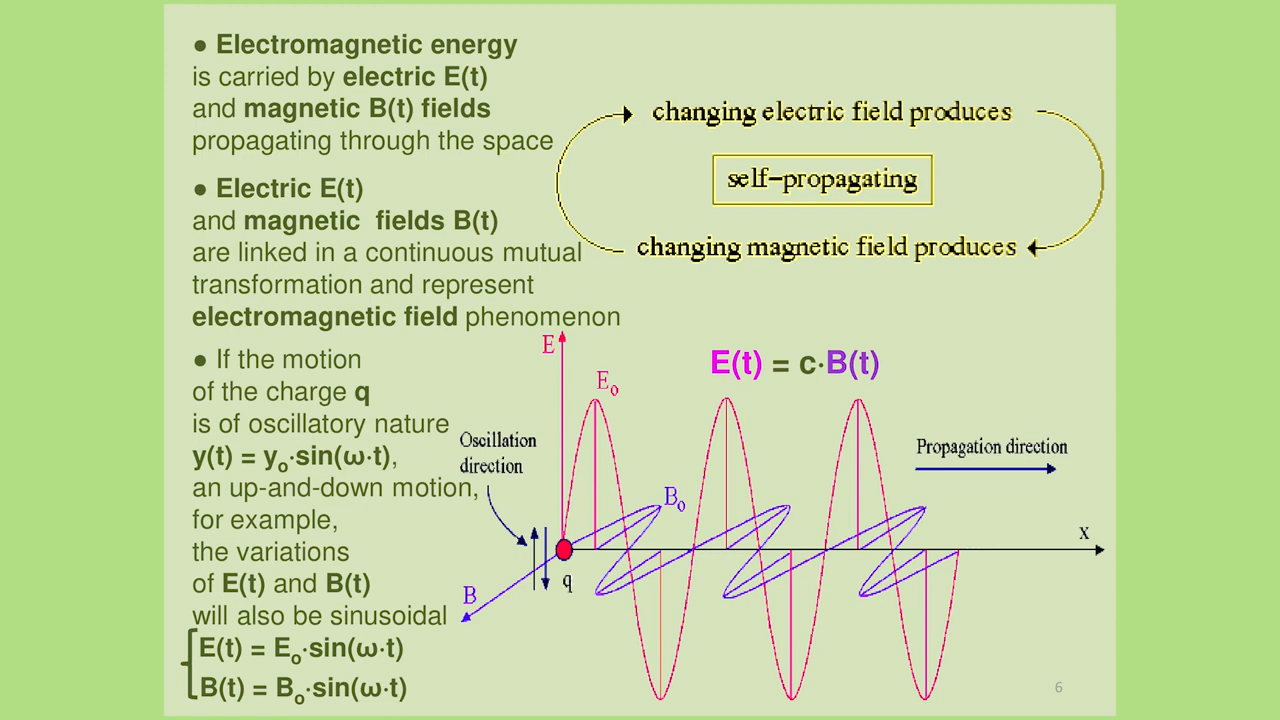 ● Electromagnetic energy
is carried by electric E(t)
and magnetic B(t) fields
propagating through the space
● Electric E(t)
and magnetic fields B(t)
are linked in a continuous mutual
transformation and represent
electromagnetic field phenomenon
● If the motion
of the charge q
is of oscillatory nature
y(t) = yo·sin(ω·t),
an up-and-down motion,
for example,
the variations
of E(t) and B(t)
will also be sinusoidal
E(t) = Eo·sin(ω·t)
B(t) = Bo·sin(ω·t)
changing electric field produces
self-propagating
changing magnetic field produces
E(t) = c·B(t)
E
Eo
Oscillation
direction
Propagation direction
Bo
x
B
q
6